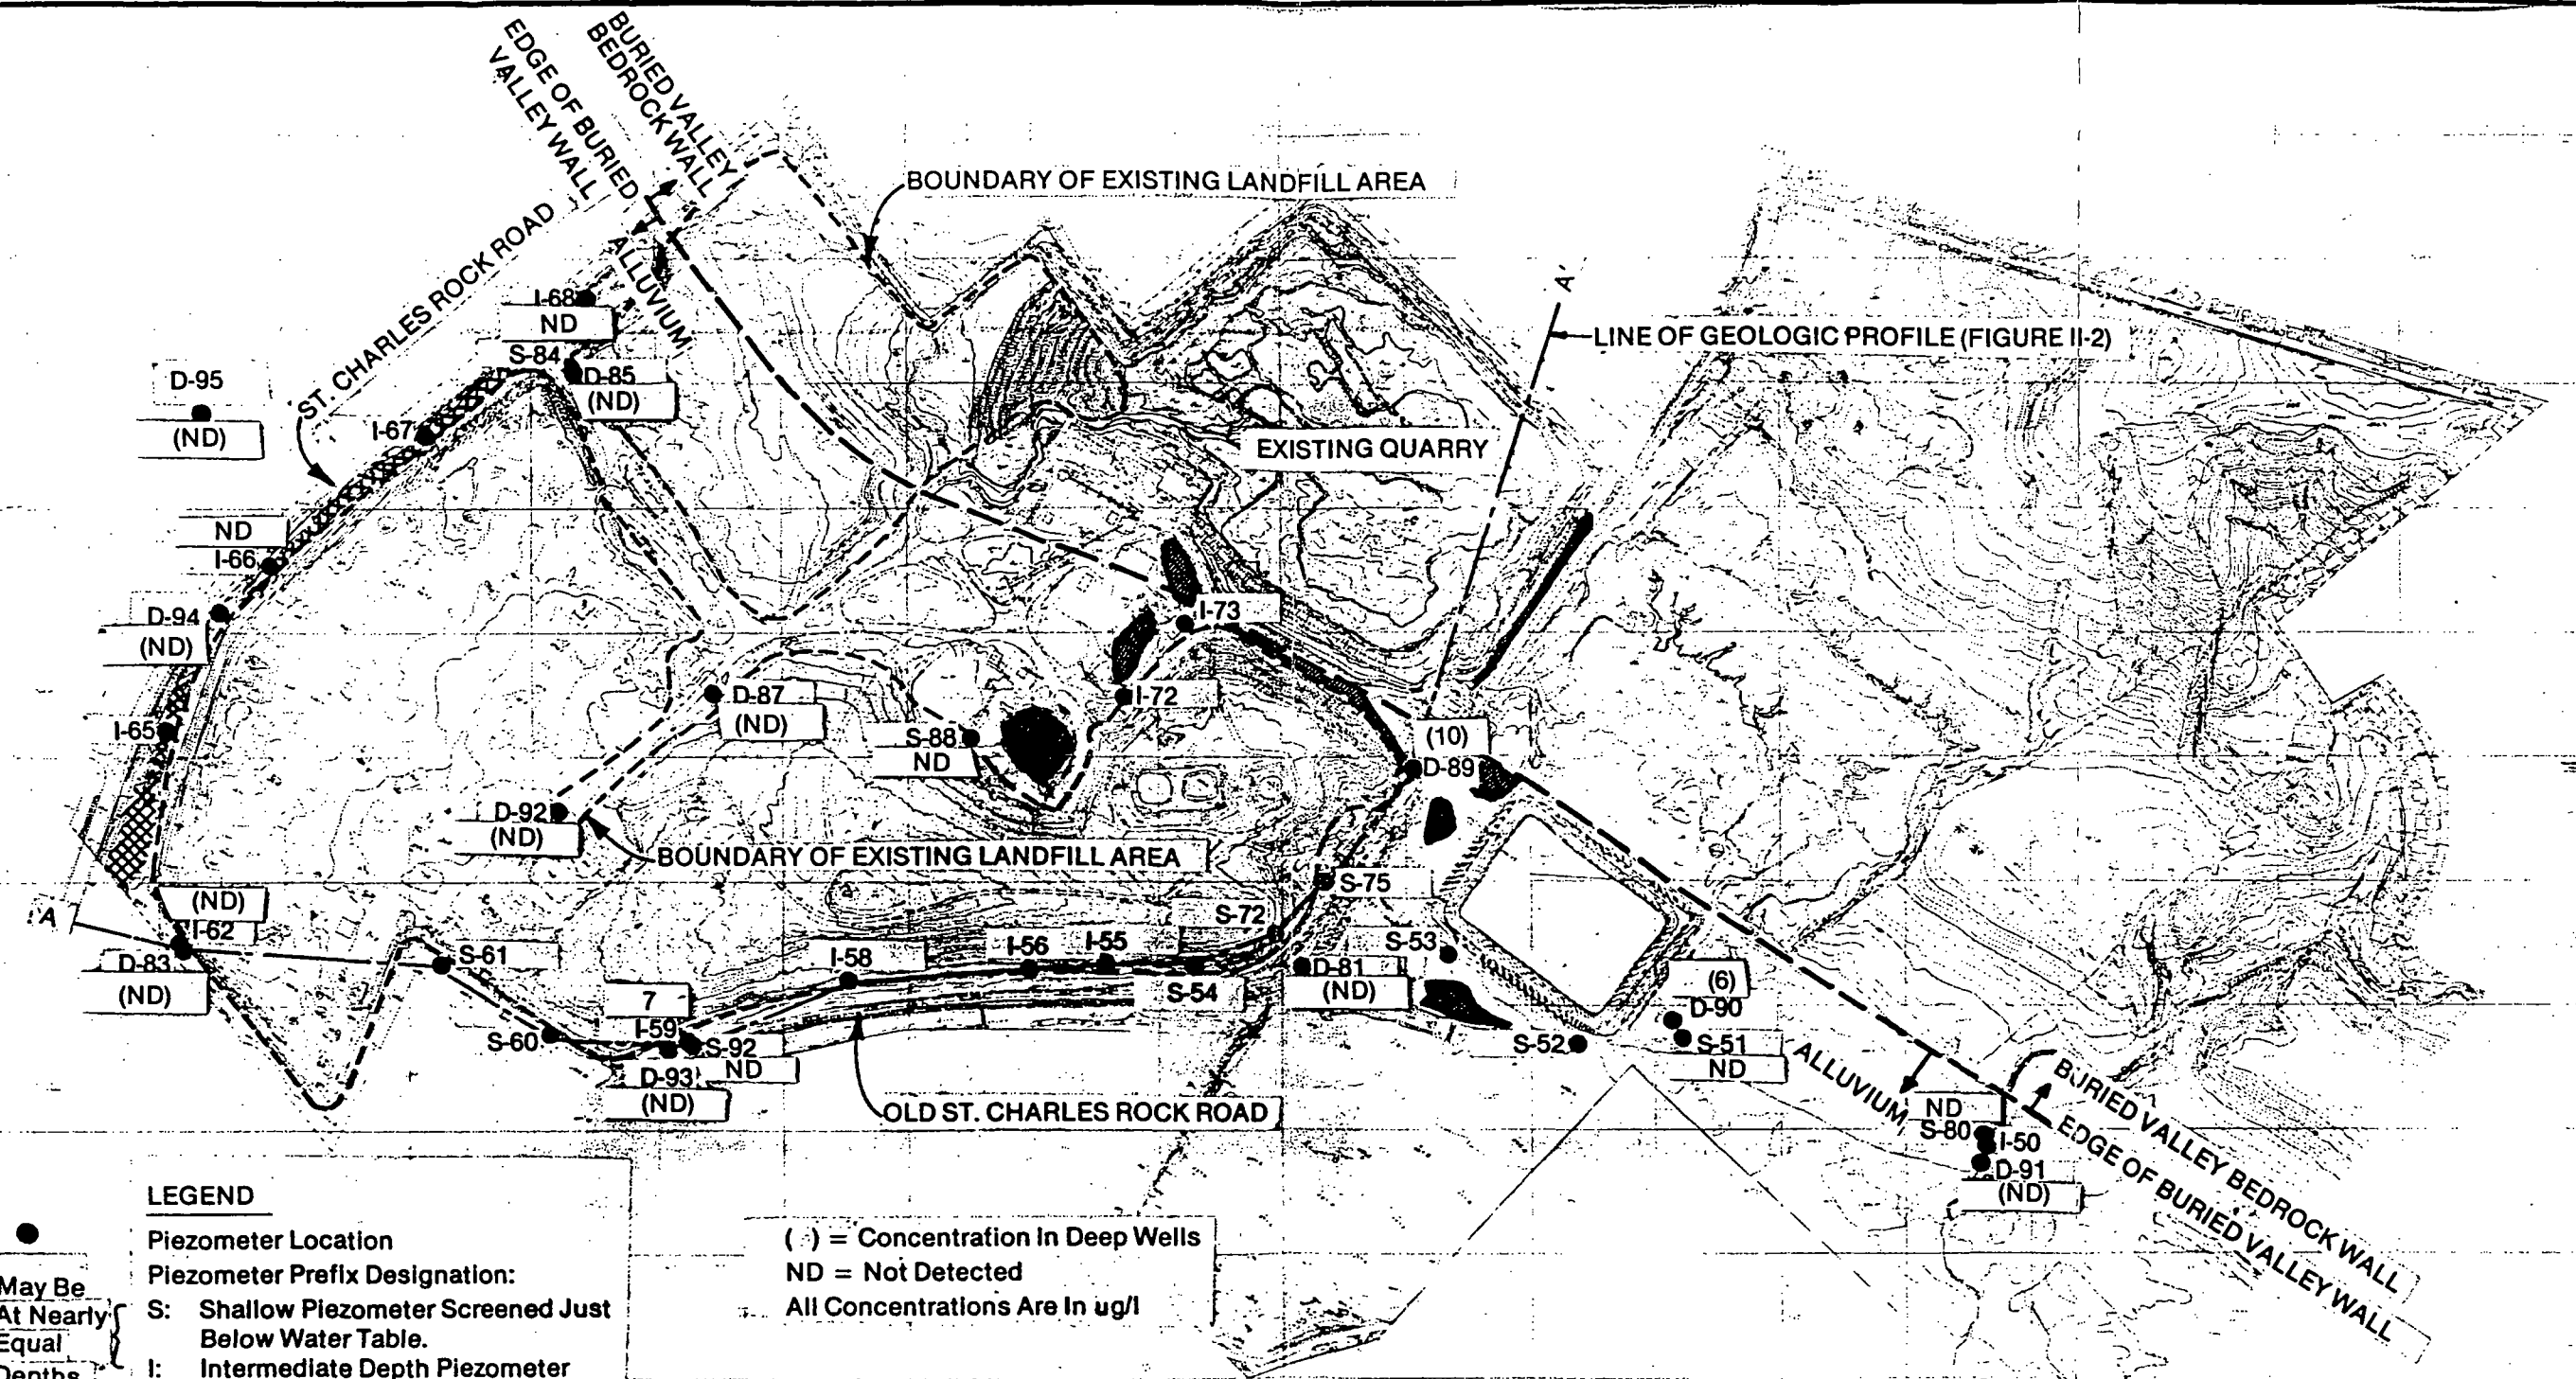 EDGE OF BURIED
VALLEY WALL
BURIED VALLEY
BEDROCK WALL
BOUNDARY OF EXISTING LANDFILL AREA
ST. CHARLES ROCK ROAD
ALLUVIUM
A'
LINE OF GEOLOGIC PROFILE (FIGURE II-2)
I-68
ND
S-84
D-85
(ND)
D-95
(ND)
I-67
EXISTING QUARRY
ND
I-66
D-94
(ND)
I-73
I-65
D-87
(ND)
I-72
S-88
ND
(10)
D-89
D-92
(ND)
BOUNDARY OF EXISTING LANDFILL AREA
S-75
(ND)
I-62
A
D-83
(ND)
S-61
I-58
I-56
I-55
S-72
S-53
S-54
D-81
(ND)
7
I-59
S-60
S-92
ND
D-93
(ND)
(6)
D-90
S-52
S-51
ND
OLD ST. CHARLES ROCK ROAD
ALLUVIUM
ND
S-80
I-50
D-91
(ND)
BURIED VALLEY BEDROCK WALL
EDGE OF BURIED VALLEY WALL
LEGEND
Piezometer Location
Piezometer Prefix Designation:
May Be
At Nearly
Equal
Depths
S: Shallow Piezometer Screened Just
Below Water Table.
I: Intermediate Depth Piezometer
( ) = Concentration In Deep Wells
ND = Not Detected
All Concentrations Are In ug/l